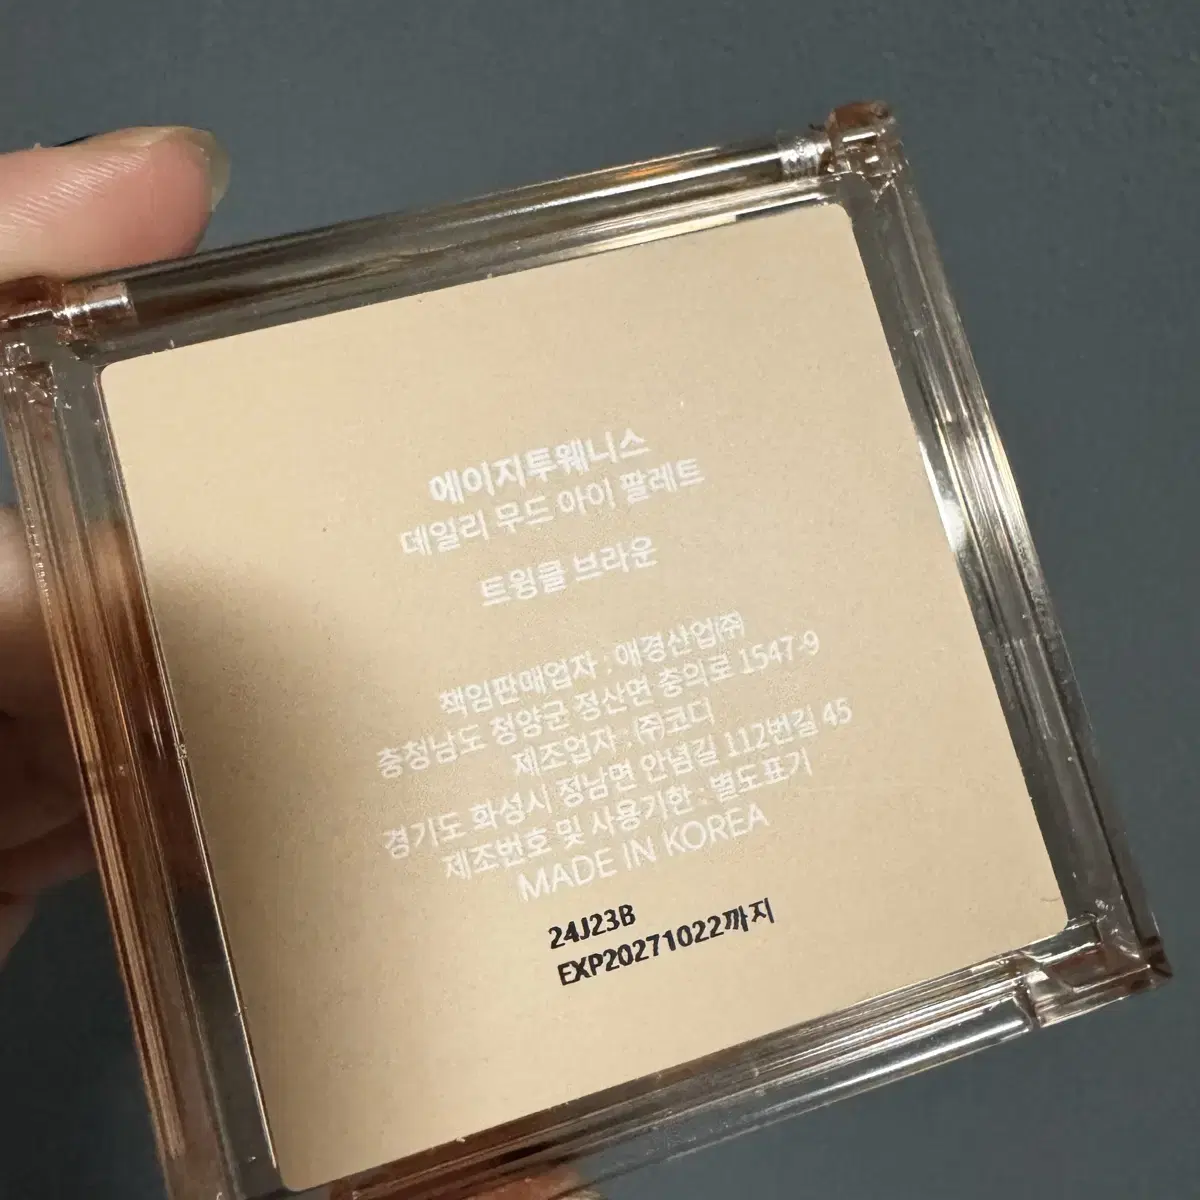 에이지투웨니스
데일리 무드 아이 팔레트
트윙클 브라운
책임판매업자 : 애경산업㈜
충청남도 청양군 정산면 충의로 1547-9
제조업자 : ㈜코디
경기도 화성시 정남면 안녕길 112번길 45
제조번호 및 사용기한 : 별도표기
MADE IN KOREA
24J23B
EXP20271022까지